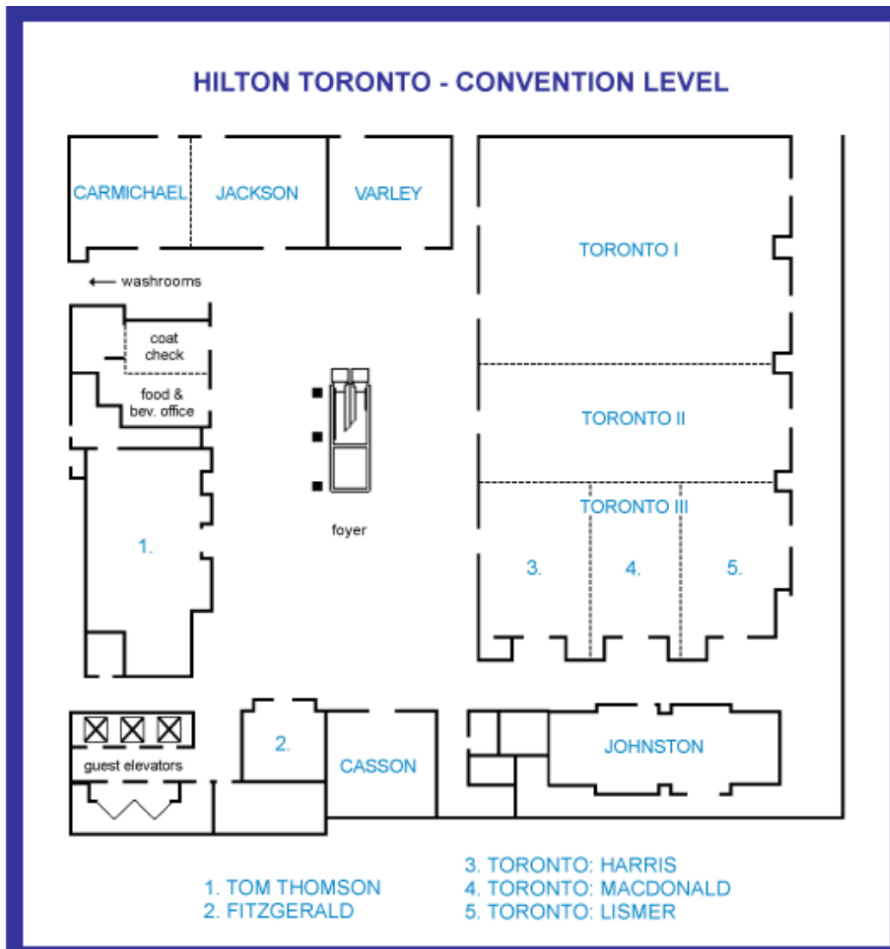 HILTON TORONTO - CONVENTION LEVEL
CARMICHAEL
JACKSON
VARLEY
TORONTO I
washrooms
coat
check
food &
bev. office
TORONTO II
TORONTO III
foyer
1.
3.
4.
5.
2.
guest elevators
CASSON
JOHNSTON
1. TOM THOMSON
2. FITZGERALD
3. TORONTO: HARRIS
4. TORONTO: MACDONALD
5. TORONTO: LISMER